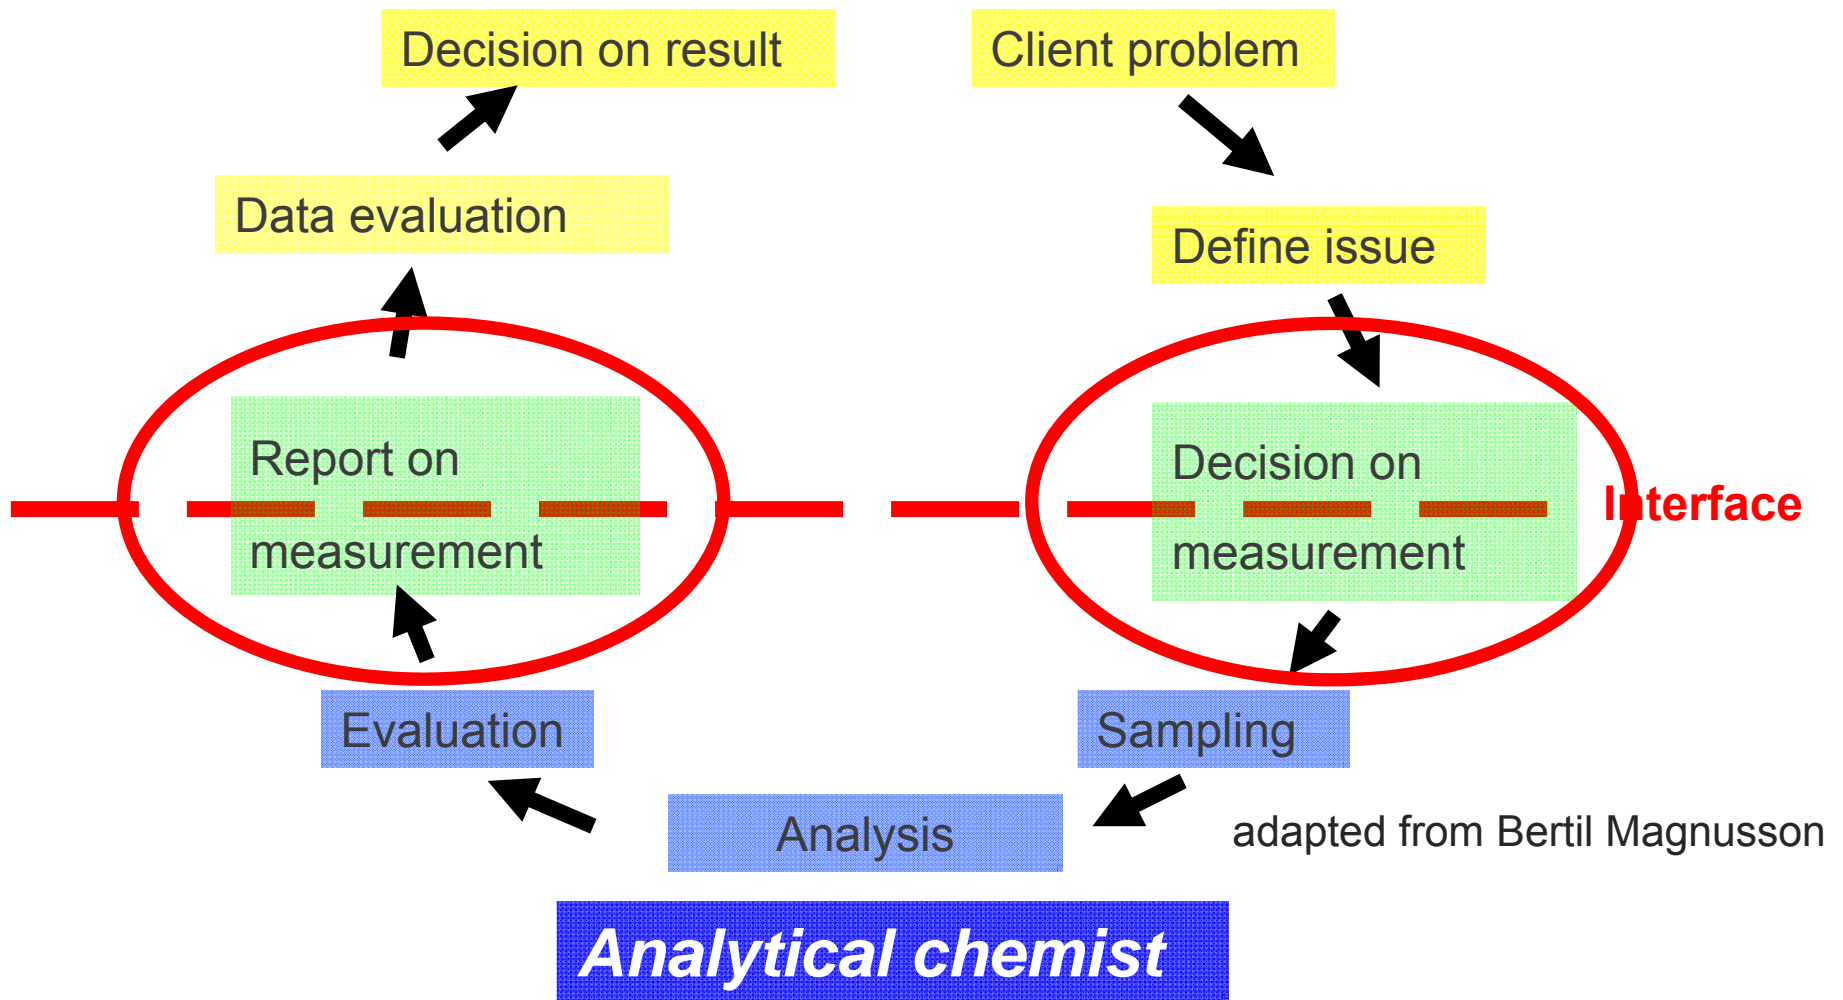 Decision on result
Client problem
Data evaluation
Define issue
Report on
measurement
Decision on
measurement
Interface
Evaluation
Sampling
Analysis
adapted from Bertil Magnusson
Analytical chemist